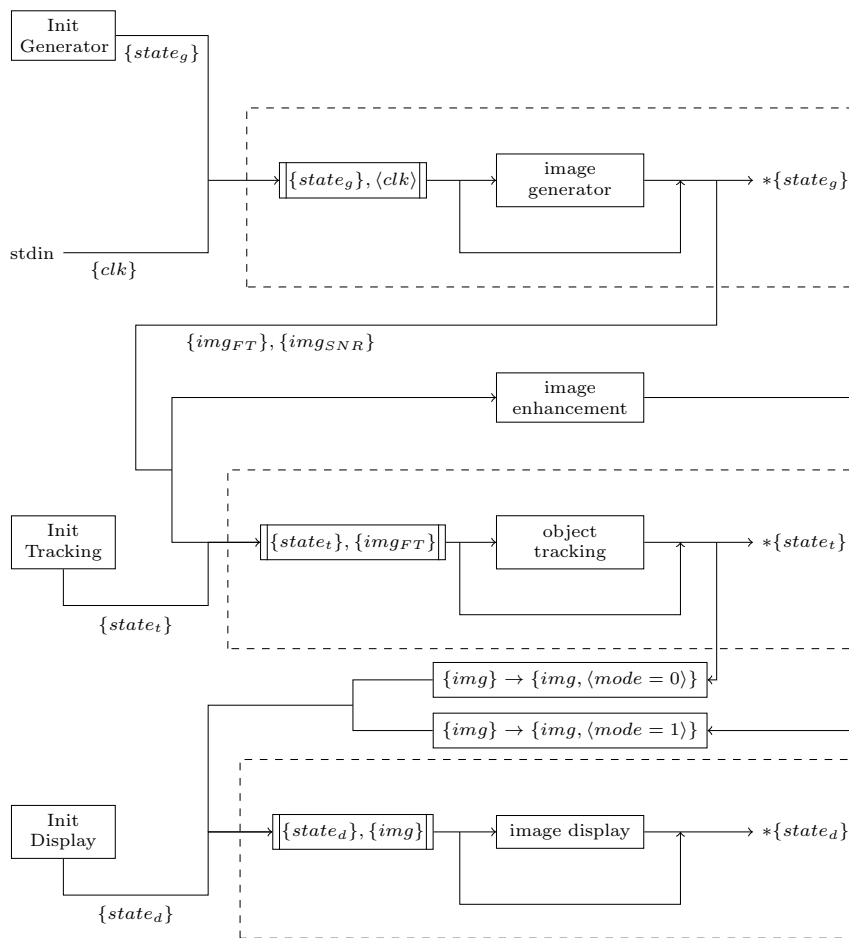 Init
Generator
{state_g}
{state_g}, ⟨clk⟩
image
generator
*{state_g}
stdin
{clk}
{img_FT}, {img_SNR}
image
enhancement
Init
Tracking
{state_t}, {img_FT}
object
tracking
*{state_t}
{state_t}
{img} → {img, ⟨mode = 0⟩}
{img} → {img, ⟨mode = 1⟩}
Init
Display
{state_d}, {img}
image display
*{state_d}
{state_d}